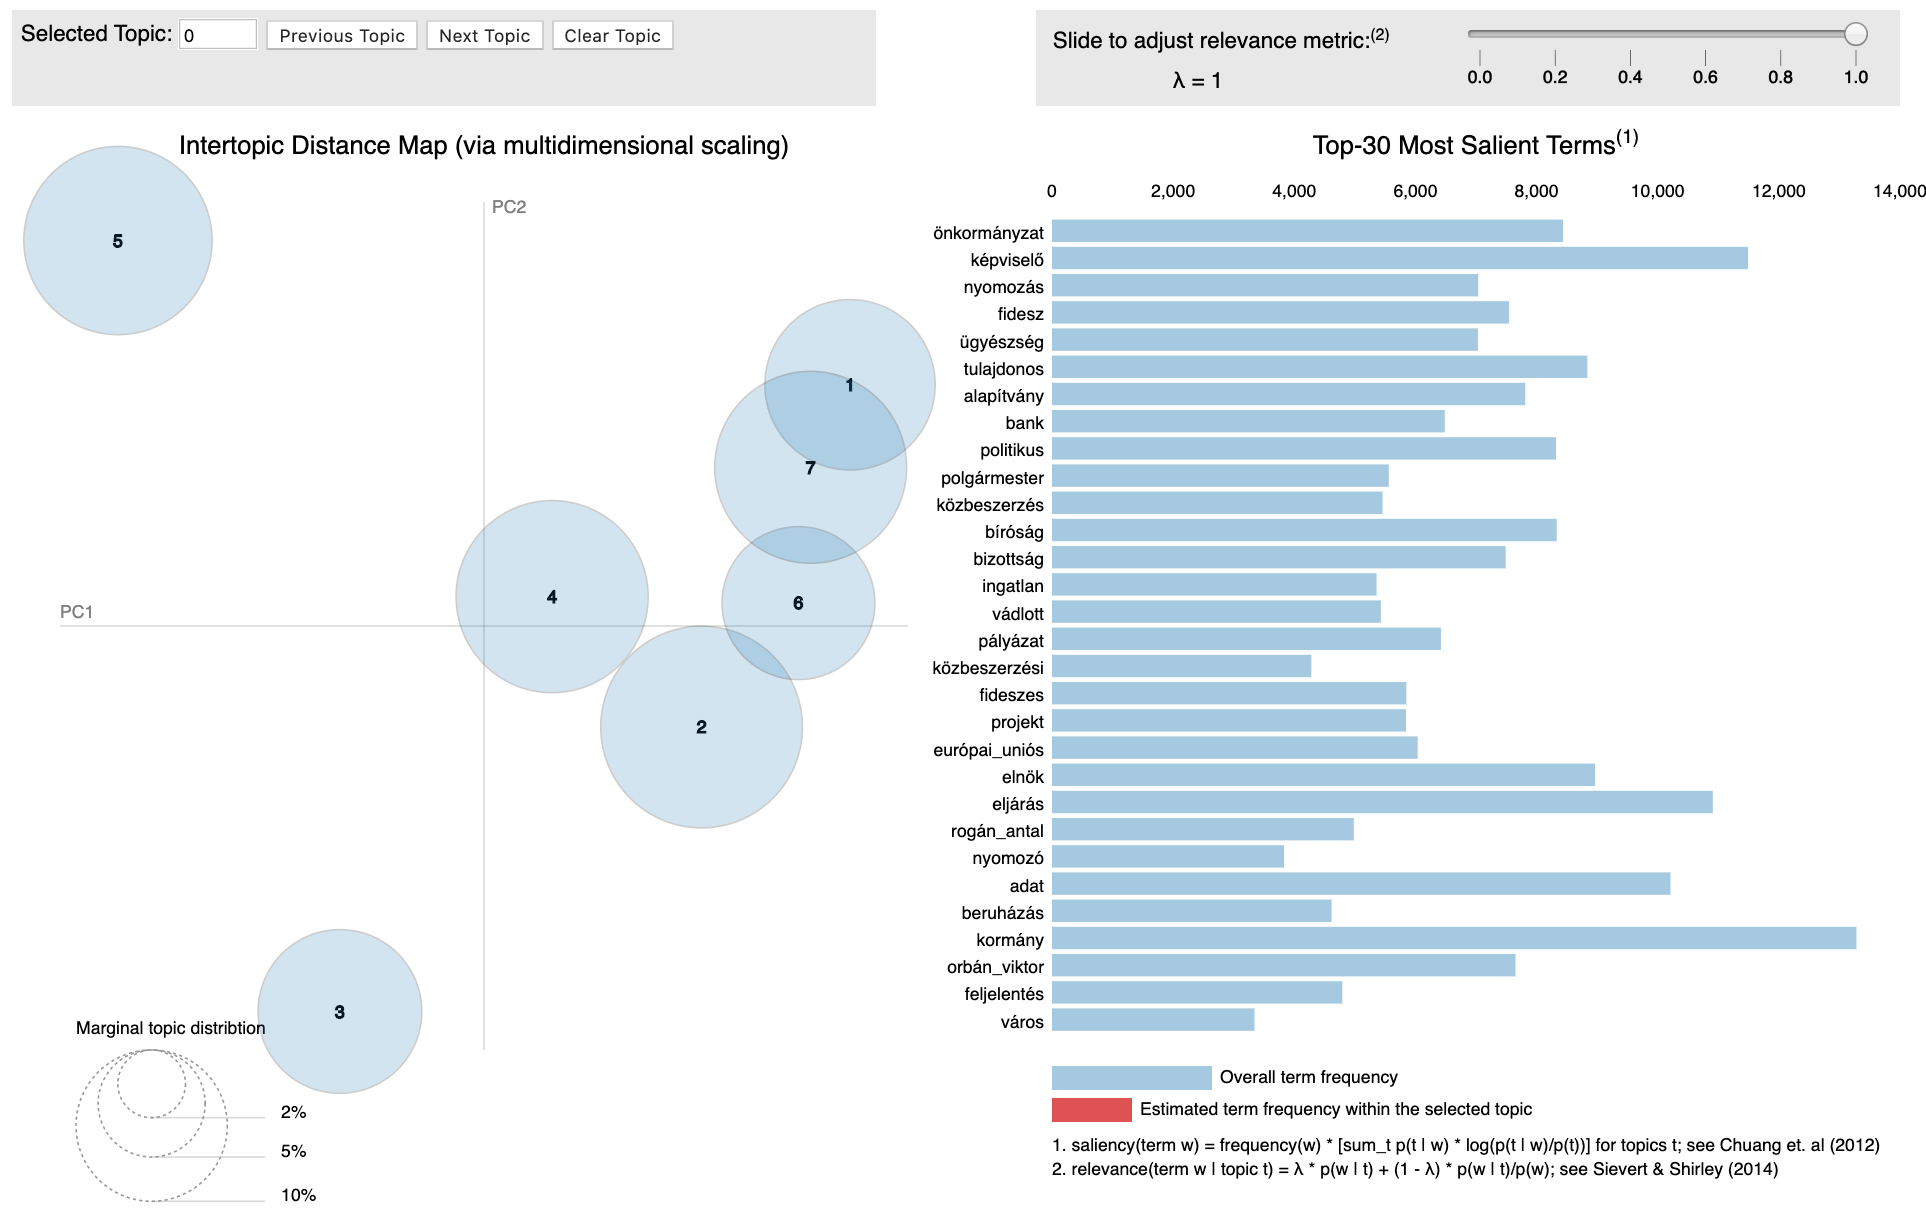 Selected Topic: 0 Previous Topic Next Topic Clear Topic
Slide to adjust relevance metric:(2)
λ = 1
0.0 0.2 0.4 0.6 0.8 1.0
Intertopic Distance Map (via multidimensional scaling)
PC2
PC1
5
1
7
4
6
2
3
Marginal topic distribtion
2%
5%
10%
Top-30 Most Salient Terms(1)
0 2,000 4,000 6,000 8,000 10,000 12,000 14,000
önkormányzat
képviselő
nyomozás
fidesz
ügyészség
tulajdonos
alapítvány
bank
politikus
polgármester
közbeszerzés
bíróság
bizottság
ingatlan
vádlott
pályázat
közbeszerzési
fideszes
projekt
európai_uniós
elnök
eljárás
rogán_antal
nyomozó
adat
beruházás
kormány
orbán_viktor
feljelentés
város
Overall term frequency
Estimated term frequency within the selected topic
1. saliency(term w) = frequency(w) * [sum_t p(t | w) * log(p(t | w)/p(t))] for topics t; see Chuang et. al (2012)
2. relevance(term w | topic t) = λ * p(w | t) + (1 - λ) * p(w | t)/p(w); see Sievert & Shirley (2014)